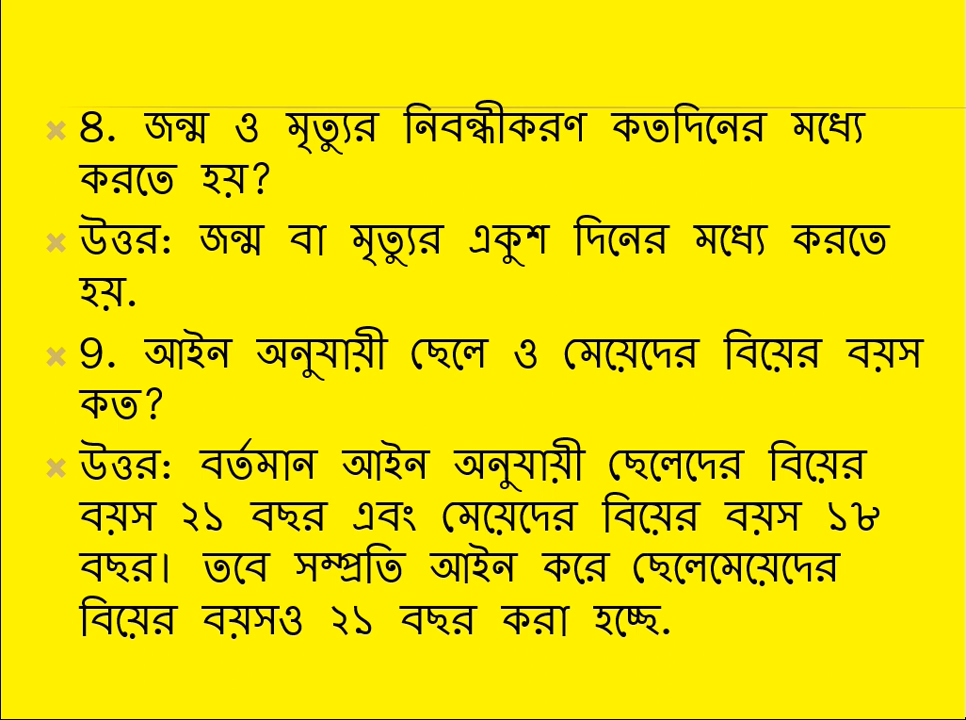 8. জন্ম ও মৃত্যুর নিবন্ধীকরণ কতদিনের মধ্যে
করতে হয়?
উত্তর: জন্ম বা মৃত্যুর একুশ দিনের মধ্যে করতে
হয়.
9. আইন অনুযায়ী ছেলে ও মেয়েদের বিয়ের বয়স
কত?
উত্তর: বর্তমান আইন অনুযায়ী ছেলেদের বিয়ের
বয়স ২১ বছর এবং মেয়েদের বিয়ের বয়স ১৮
বছর। তবে সম্প্রতি আইন করে ছেলেমেয়েদের
বিয়ের বয়সও ২১ বছর করা হচ্ছে.